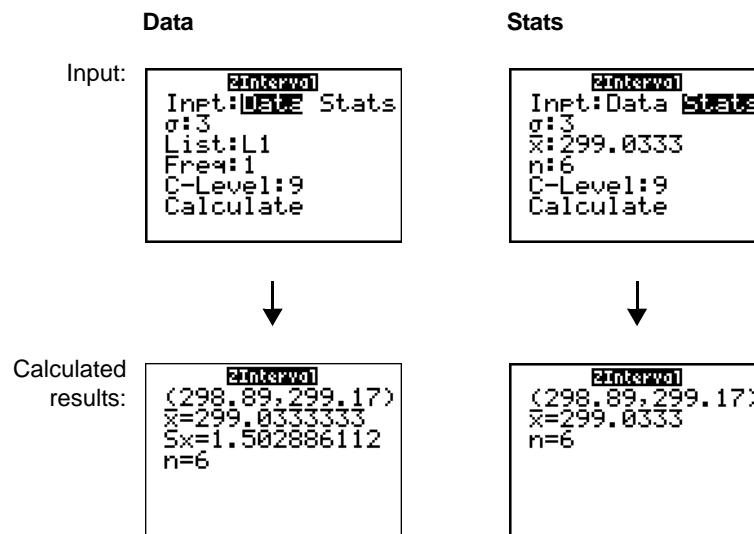 Data
Stats
Input:
ZInterval
Inpt:Data Stats
σ:3
List:L1
Freq:1
C-Level:9
Calculate
ZInterval
Inpt:Data Stats
σ:3
x̄:299.0333
n:6
C-Level:9
Calculate
Calculated
results:
ZInterval
(298.89,299.17)
x̄=299.0333333
Sx=1.502886112
n=6
ZInterval
(298.89,299.17)
x̄=299.0333
n=6